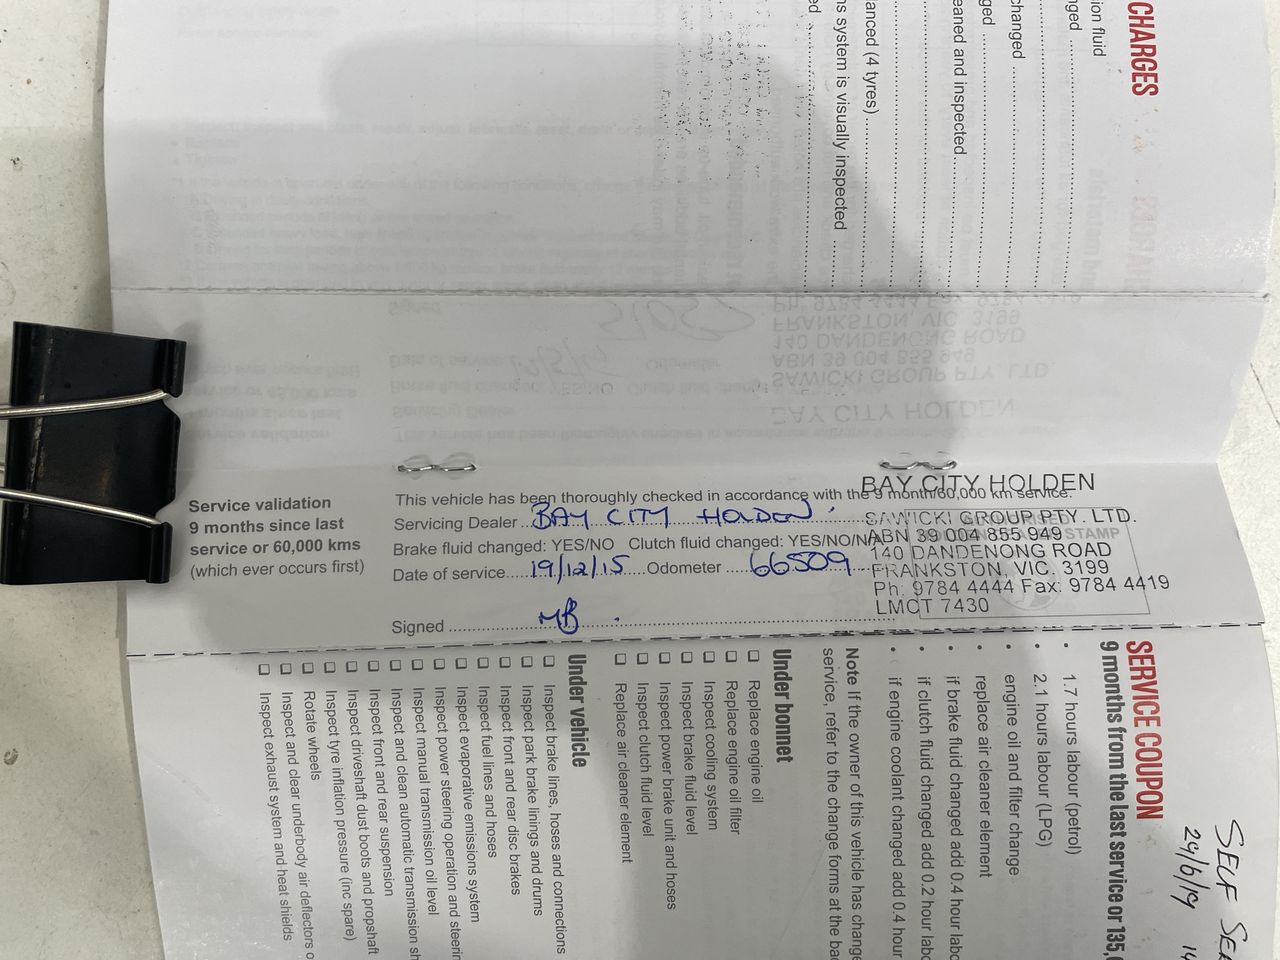 CHARGES
ion fluid
nged
changed
ged
eaned and inspected
anced (4 tyres)
ns system is visually inspected
ed
Service validation
9 months since last
service or 60,000 kms
(which ever occurs first)
This vehicle has been thoroughly checked in accordance with the 9 month/60,000 km service.
Servicing Dealer BAY CITY HOLDEN
Brake fluid changed: YES/NO Clutch fluid changed: YES/NO/NA
Date of service 19/12/15 Odometer 66509
Signed MB
BAY CITY HOLDEN
SAWICKI GROUP PTY. LTD.
ABN 39 004 855 949
140 DANDENONG ROAD
FRANKSTON, VIC. 3199
Ph: 9784 4444 Fax: 9784 4419
LMCT 7430
STAMP
SERVICE COUPON
9 months from the last service or 135,
• 1.7 hours labour (petrol)
• 2.1 hours labour (LPG)
• engine oil and filter change
• replace air cleaner element
• if brake fluid changed add 0.4 hour labo
• if clutch fluid changed add 0.2 hour labo
• if engine coolant changed add 0.4 hour
Note If the owner of this vehicle has change
service, refer to the change forms at the bac
Under bonnet
Replace engine oil
Replace engine oil filter
Inspect cooling system
Inspect brake fluid level
Inspect power brake unit and hoses
Inspect clutch fluid level
Replace air cleaner element
Under vehicle
Inspect brake lines, hoses and connections
Inspect park brake linings and drums
Inspect front and rear disc brakes
Inspect fuel lines and hoses
Inspect evaporative emissions system
Inspect power steering operation and steerin
Inspect manual transmission oil level
Inspect and clean automatic transmission sh
Inspect front and rear suspension
Inspect driveshaft dust boots and propshaft
Inspect tyre inflation pressure (inc spare)
Rotate wheels
Inspect and clear underbody air deflectors o
Inspect exhaust system and heat shields
SELF SE
29/6/19 14